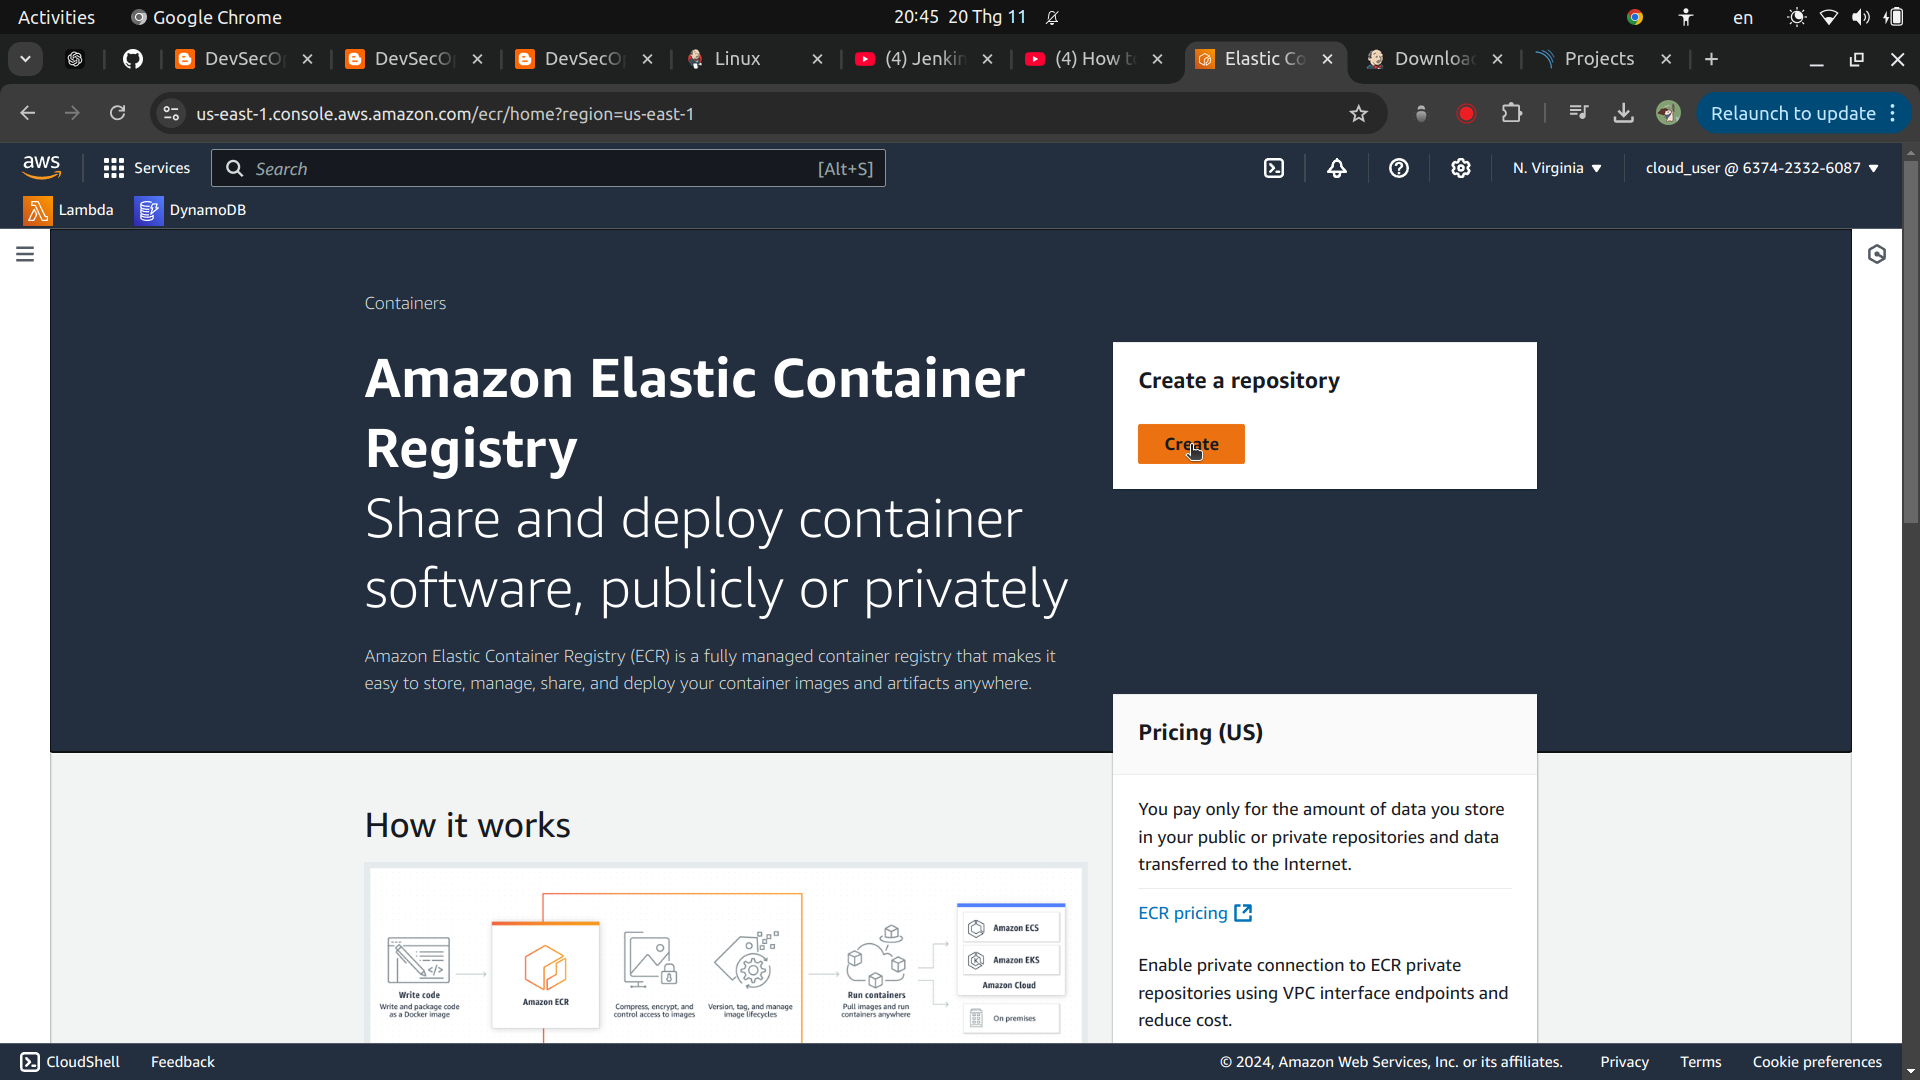 Activities
Google Chrome
20:45 20 Thg 11
en
DevSecO
DevSecO
DevSecO
Linux
(4) Jenkin
(4) How t
Elastic Co
Downloa
Projects
us-east-1.console.aws.amazon.com/ecr/home?region=us-east-1
Relaunch to update
aws
Services
Search
[Alt+S]
N. Virginia
cloud_user @ 6374-2332-6087
Lambda
DynamoDB
Containers
Amazon Elastic Container
Registry
Share and deploy container
software, publicly or privately
Amazon Elastic Container Registry (ECR) is a fully managed container registry that makes it
easy to store, manage, share, and deploy your container images and artifacts anywhere.
Create a repository
Create
Pricing (US)
You pay only for the amount of data you store
in your public or private repositories and data
transferred to the Internet.
ECR pricing
Enable private connection to ECR private
repositories using VPC interface endpoints and
reduce cost.
How it works
Write code
Write and package code
as a Docker image
Amazon ECR
Compress, encrypt, and
control access to images
Version, tag, and manage
image lifecycles
Run containers
Pull images and run
containers anywhere
Amazon ECS
Amazon EKS
Amazon Cloud
On premises
CloudShell
Feedback
© 2024, Amazon Web Services, Inc. or its affiliates.
Privacy
Terms
Cookie preferences